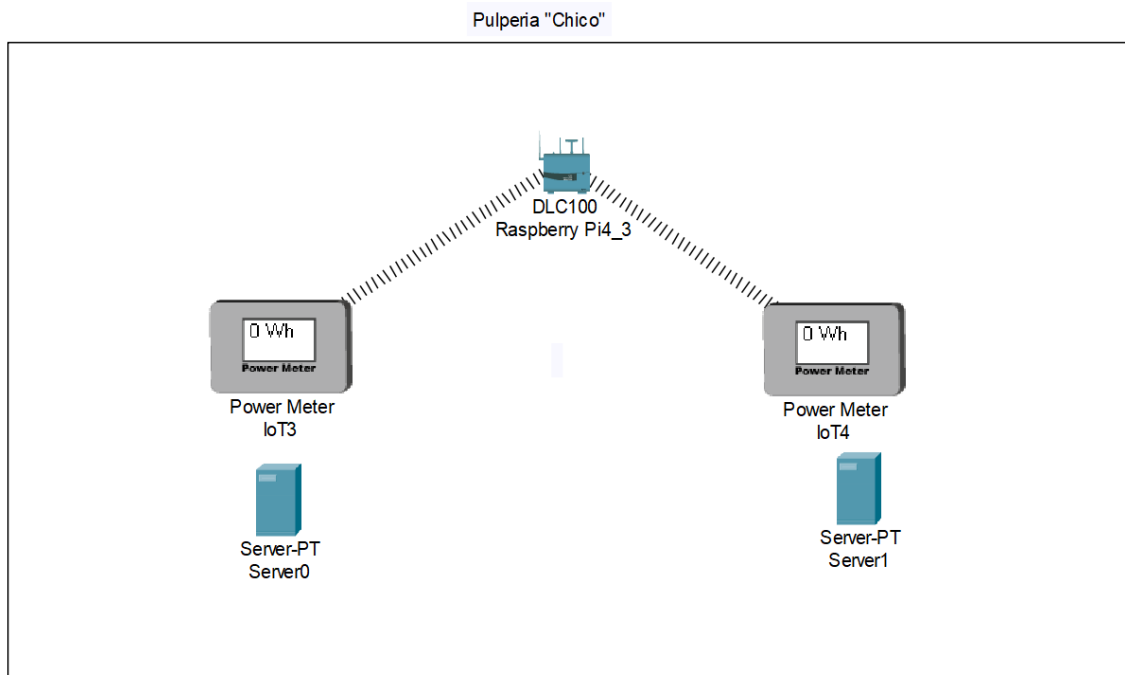 Pulperia "Chico"
DLC100
Raspberry Pi4_3
0 Wh
Power Meter
Power Meter
IoT3
0 Wh
Power Meter
Power Meter
IoT4
Server-PT
Server0
Server-PT
Server1